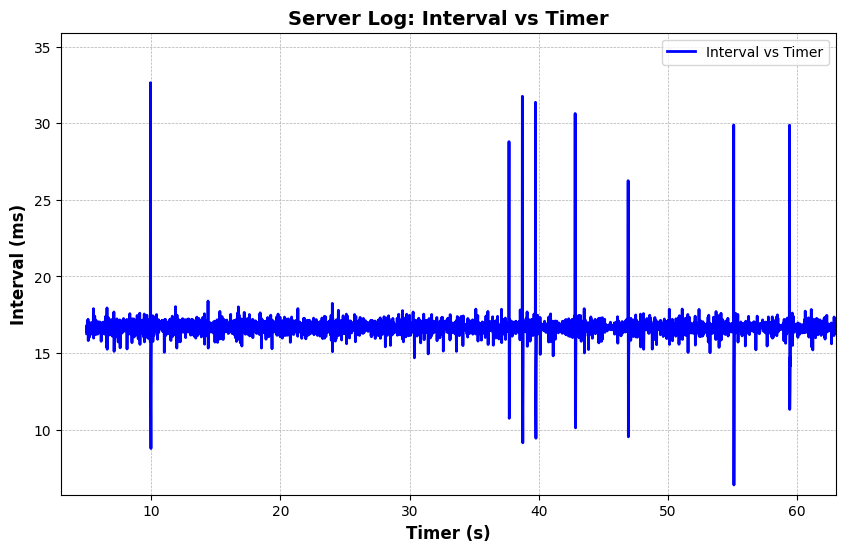 Server Log: Interval vs Timer
Interval vs Timer
35
30
25
20
15
10
Interval (ms)
10 20 30 40 50 60
Timer (s)